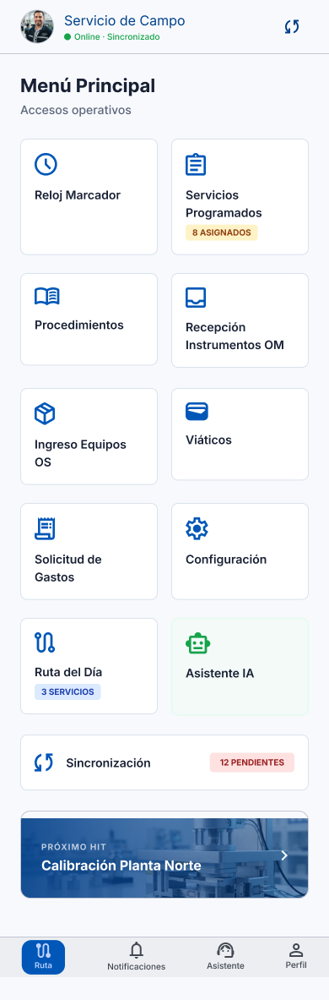 Servicio de Campo
Online · Sincronizado
Menú Principal
Accesos operativos
Reloj Marcador
Servicios
Programados
8 ASIGNADOS
Procedimientos
Recepción
Instrumentos OM
Ingreso Equipos
OS
Viáticos
Solicitud de
Gastos
Configuración
Ruta del Día
3 SERVICIOS
Asistente IA
Sincronización
12 PENDIENTES
PRÓXIMO HIT
Calibración Planta Norte
Ruta
Notificaciones
Asistente
Perfil